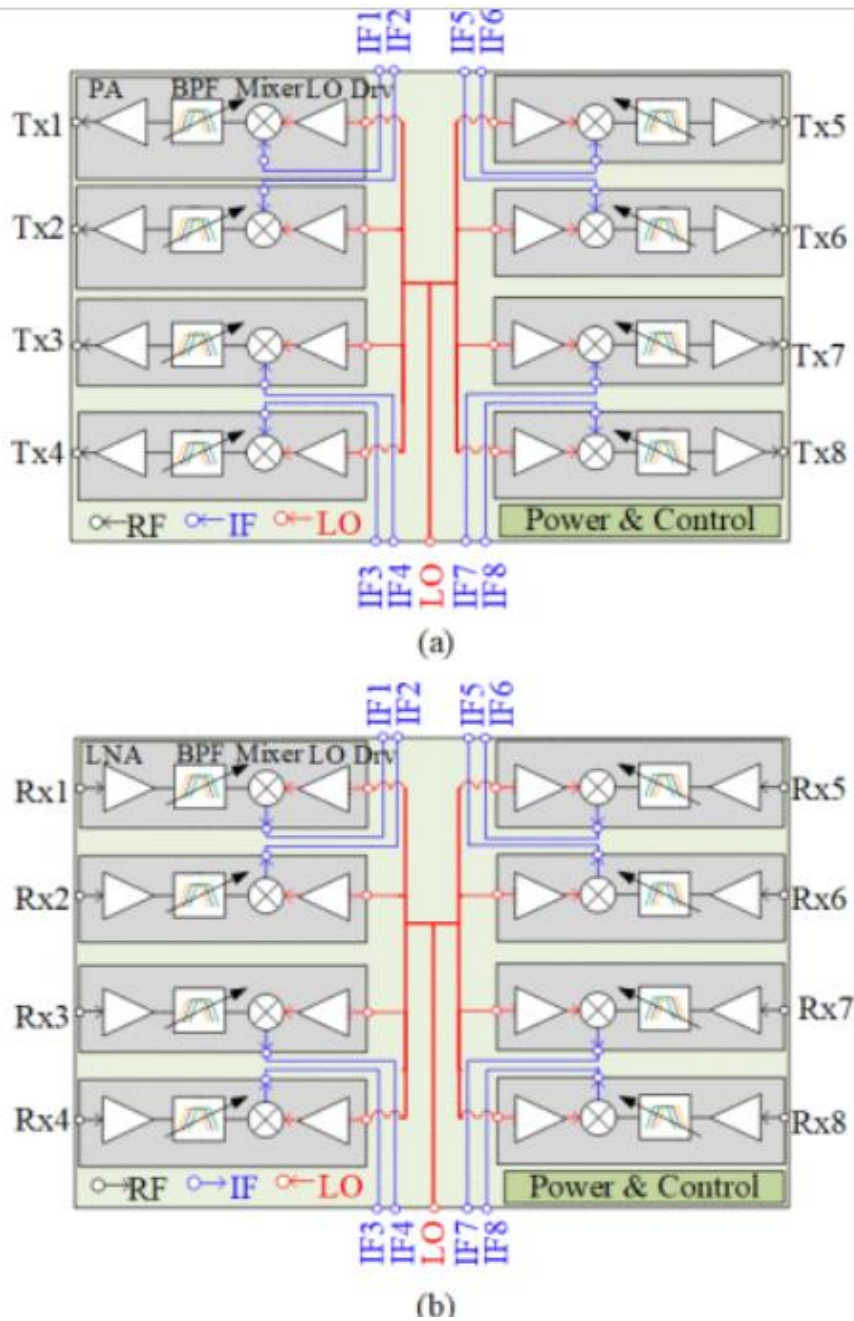 IF1 IF2 IF5 IF6
PA BPF Mixer LO Drv
Tx1 Tx5
Tx2 Tx6
Tx3 Tx7
Tx4 Tx8
RF IF LO Power & Control
IF3 IF4 LO IF7 IF8
(a)
IF1 IF2 IF5 IF6
LNA BPF Mixer LO Drv
Rx1 Rx5
Rx2 Rx6
Rx3 Rx7
Rx4 Rx8
RF IF LO Power & Control
IF3 IF4 LO IF7 IF8
(b)